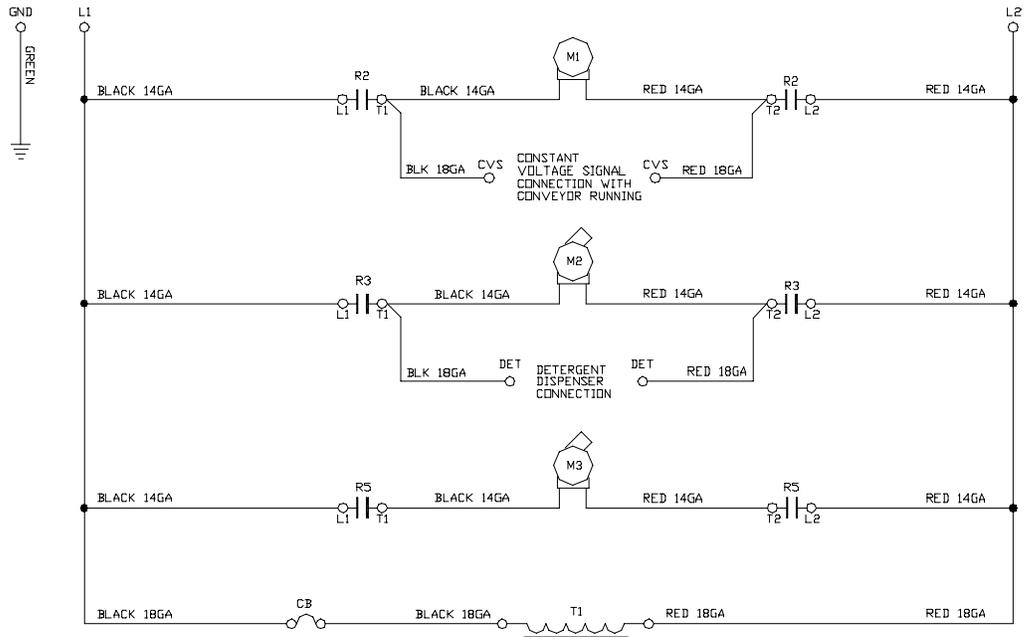 GND
L1
L2
GREEN
R2
M1
R2
BLACK 14GA
BLACK 14GA
RED 14GA
RED 14GA
L1
T1
T2
L2
BLK 18GA
CVS
CONSTANT
VOLTAGE SIGNAL
CONNECTION WITH
CONVEYOR RUNNING
CVS
RED 18GA
R3
M2
R3
BLACK 14GA
BLACK 14GA
RED 14GA
RED 14GA
L1
T1
T2
L2
BLK 18GA
DET
DETERGENT
DISPENSER
CONNECTION
DET
RED 18GA
R5
M3
R5
BLACK 14GA
BLACK 14GA
RED 14GA
RED 14GA
L1
T1
T2
L2
BLACK 18GA
CB
BLACK 18GA
T1
RED 18GA
RED 18GA